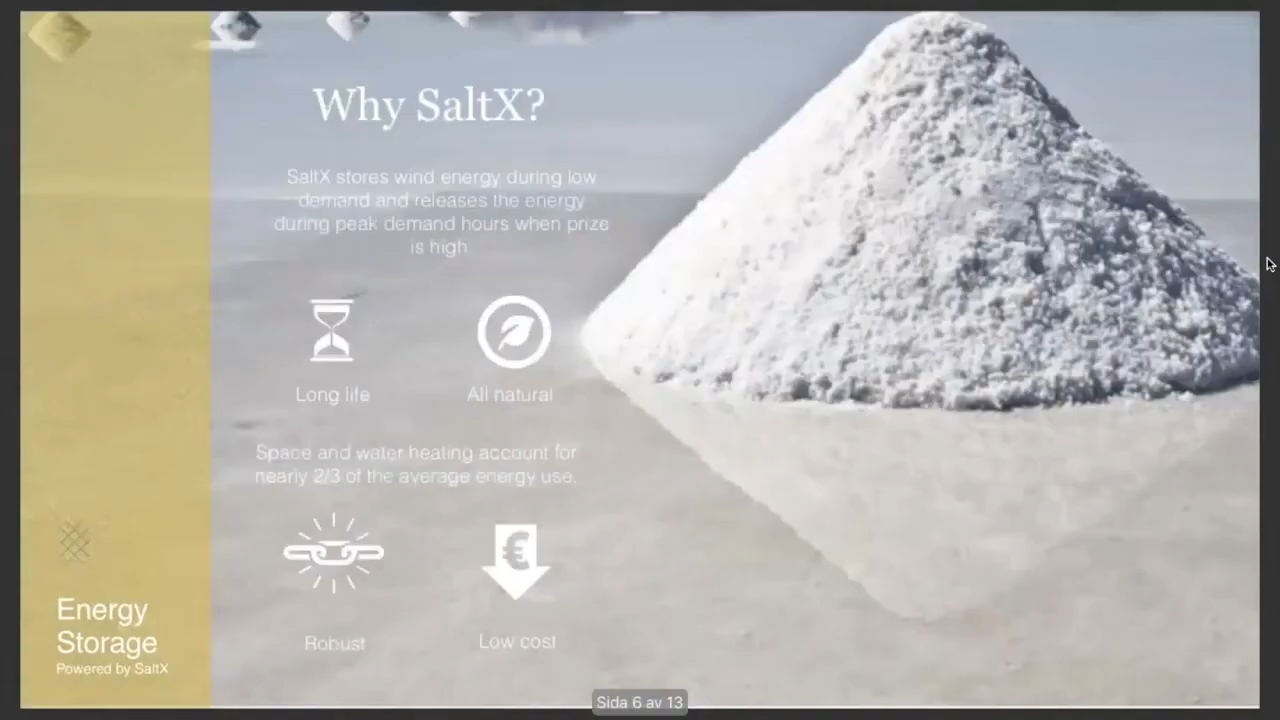 Why SaltX?
SaltX stores wind energy during low
demand and releases the energy
during peak demand hours when prize
is high
Long life
All natural
Space and water heating account for
nearly 2/3 of the average energy use.
€
Robust
Low cost
Energy
Storage
Powered by SaltX
Sida 6 av 13